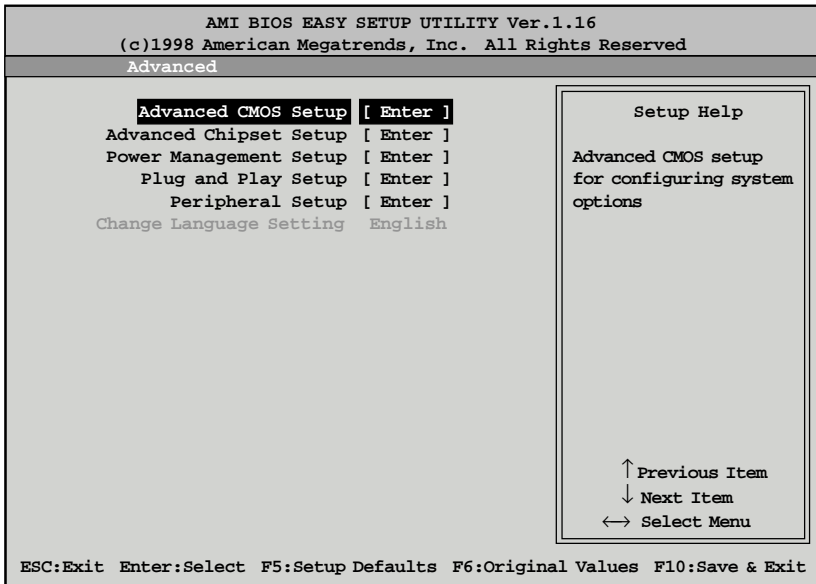 AMI BIOS EASY SETUP UTILITY Ver.1.16
(c)1998 American Megatrends, Inc. All Rights Reserved
Advanced
Advanced CMOS Setup [ Enter ]
Advanced Chipset Setup [ Enter ]
Power Management Setup [ Enter ]
Plug and Play Setup [ Enter ]
Peripheral Setup [ Enter ]
Change Language Setting English
Setup Help
Advanced CMOS setup
for configuring system
options
↑ Previous Item
↓ Next Item
←→ Select Menu
ESC:Exit Enter:Select F5:Setup Defaults F6:Original Values F10:Save & Exit